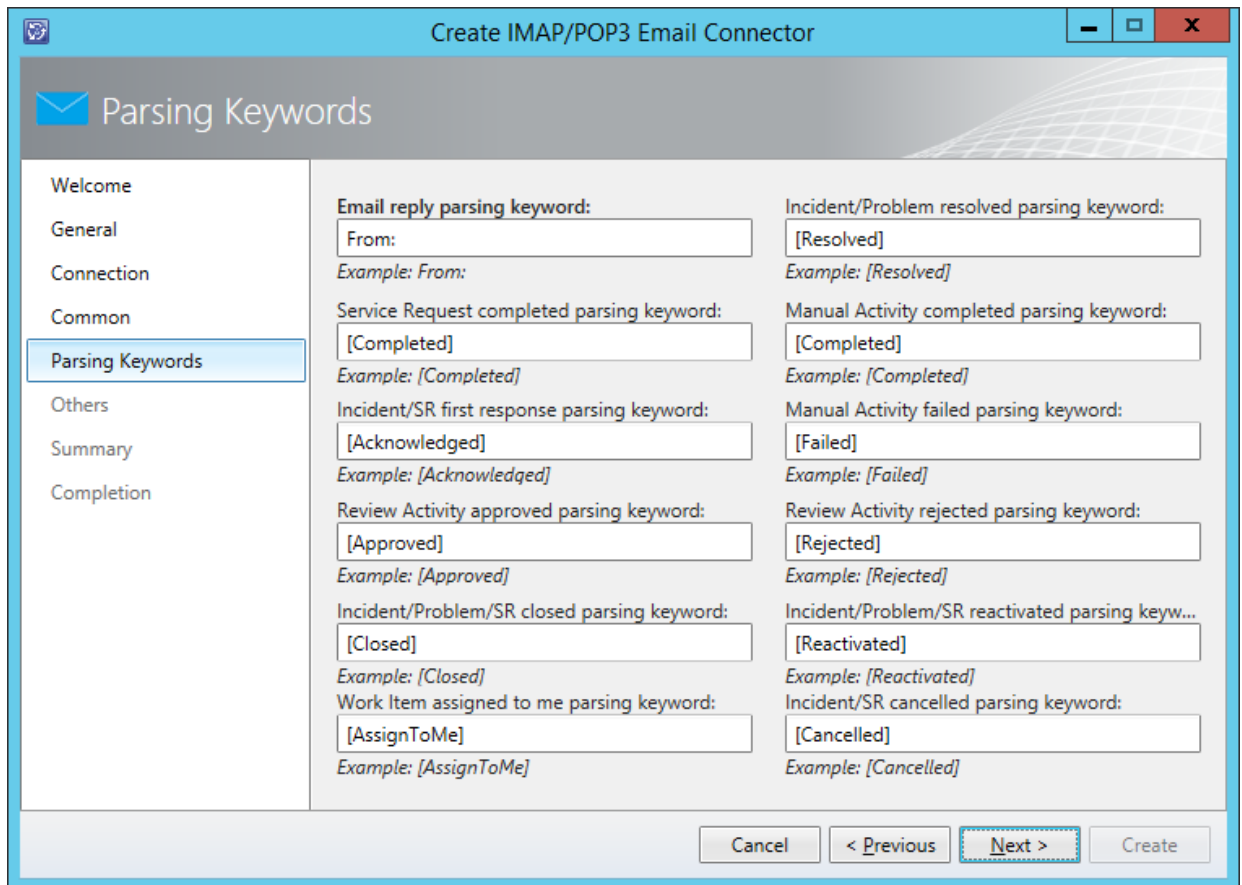 Create IMAP/POP3 Email Connector
Parsing Keywords
Welcome
General
Connection
Common
Parsing Keywords
Others
Summary
Completion
Email reply parsing keyword:
From:
Example: From:
Incident/Problem resolved parsing keyword:
[Resolved]
Example: [Resolved]
Service Request completed parsing keyword:
[Completed]
Example: [Completed]
Manual Activity completed parsing keyword:
[Completed]
Example: [Completed]
Incident/SR first response parsing keyword:
[Acknowledged]
Example: [Acknowledged]
Manual Activity failed parsing keyword:
[Failed]
Example: [Failed]
Review Activity approved parsing keyword:
[Approved]
Example: [Approved]
Review Activity rejected parsing keyword:
[Rejected]
Example: [Rejected]
Incident/Problem/SR closed parsing keyword:
[Closed]
Example: [Closed]
Incident/Problem/SR reactivated parsing keyw...
[Reactivated]
Example: [Reactivated]
Work Item assigned to me parsing keyword:
[AssignToMe]
Example: [AssignToMe]
Incident/SR cancelled parsing keyword:
[Cancelled]
Example: [Cancelled]
Cancel
< Previous
Next >
Create